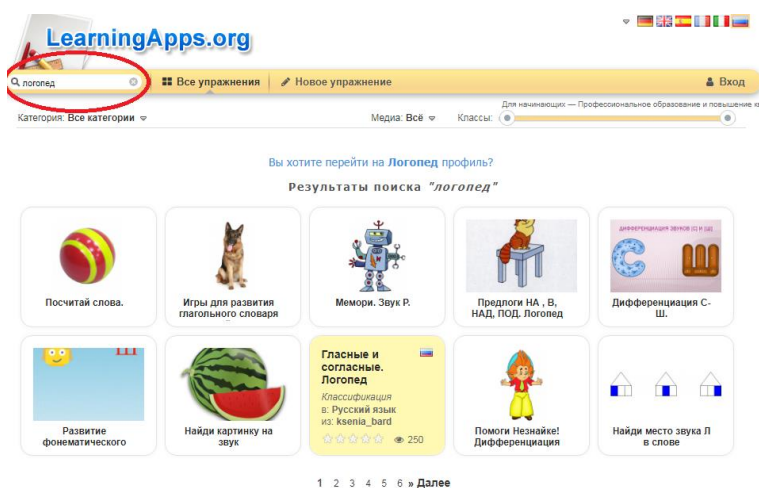 LearningApps.org
логопед
Все упражнения
Новое упражнение
Вход
Категория: Все категории
Медиа: Всё
Классы:
Для начинающих — Профессиональное образование и повышение
Вы хотите перейти на Логопед профиль?
Результаты поиска "логопед"
Посчитай слова.
Игры для развития
глагольного словаря
Мемори. Звук Р.
Предлоги НА , В,
НАД, ПОД. Логопед
ДИФФЕРЕНЦИАЦИЯ ЗВУКОВ [С] И [Ш]
С Ш
Дифференциация С-
Ш.
Ш
Развитие
фонематического
Найди картинку на
звук
Гласные и
согласные.
Логопед
Классификация
в: Русский язык
из: ksenia_bard
250
Помоги Незнайке!
Дифференциация
Найди место звука Л
в слове
1 2 3 4 5 6 » Далее